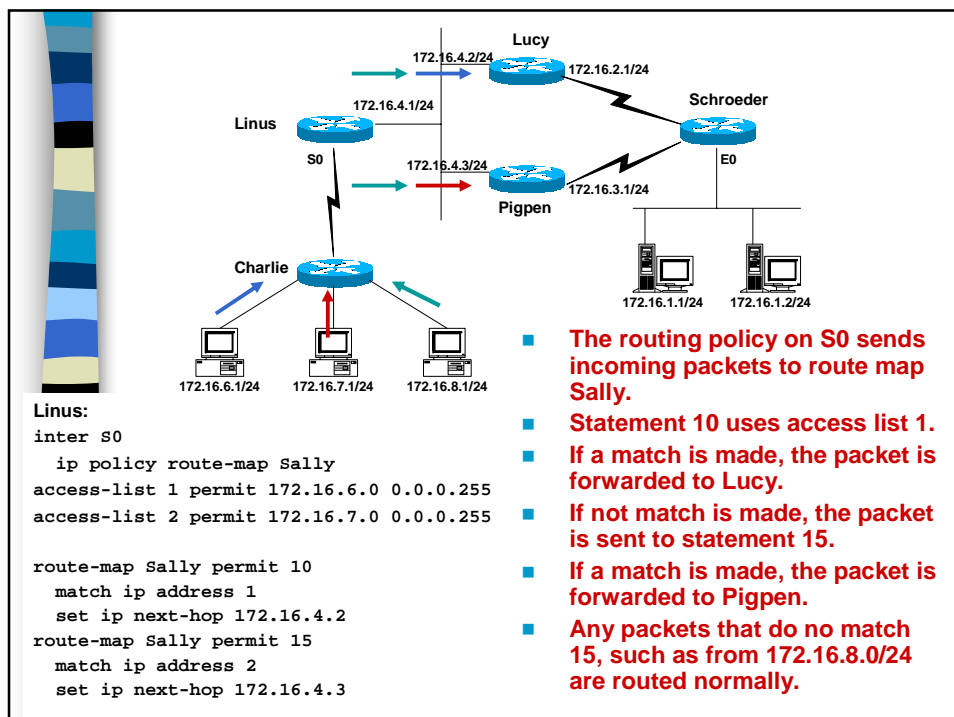 Lucy
172.16.4.2/24
172.16.2.1/24
Schroeder
172.16.4.1/24
Linus
S0
172.16.4.3/24
E0
172.16.3.1/24
Pigpen
Charlie
172.16.1.1/24
172.16.1.2/24
172.16.6.1/24
172.16.7.1/24
172.16.8.1/24
Linus:
inter S0
ip policy route-map Sally
access-list 1 permit 172.16.6.0 0.0.0.255
access-list 2 permit 172.16.7.0 0.0.0.255
route-map Sally permit 10
match ip address 1
set ip next-hop 172.16.4.2
route-map Sally permit 15
match ip address 2
set ip next-hop 172.16.4.3
The routing policy on S0 sends
incoming packets to route map
Sally.
Statement 10 uses access list 1.
If a match is made, the packet is
forwarded to Lucy.
If not match is made, the packet
is sent to statement 15.
If a match is made, the packet is
forwarded to Pigpen.
Any packets that do no match
15, such as from 172.16.8.0/24
are routed normally.